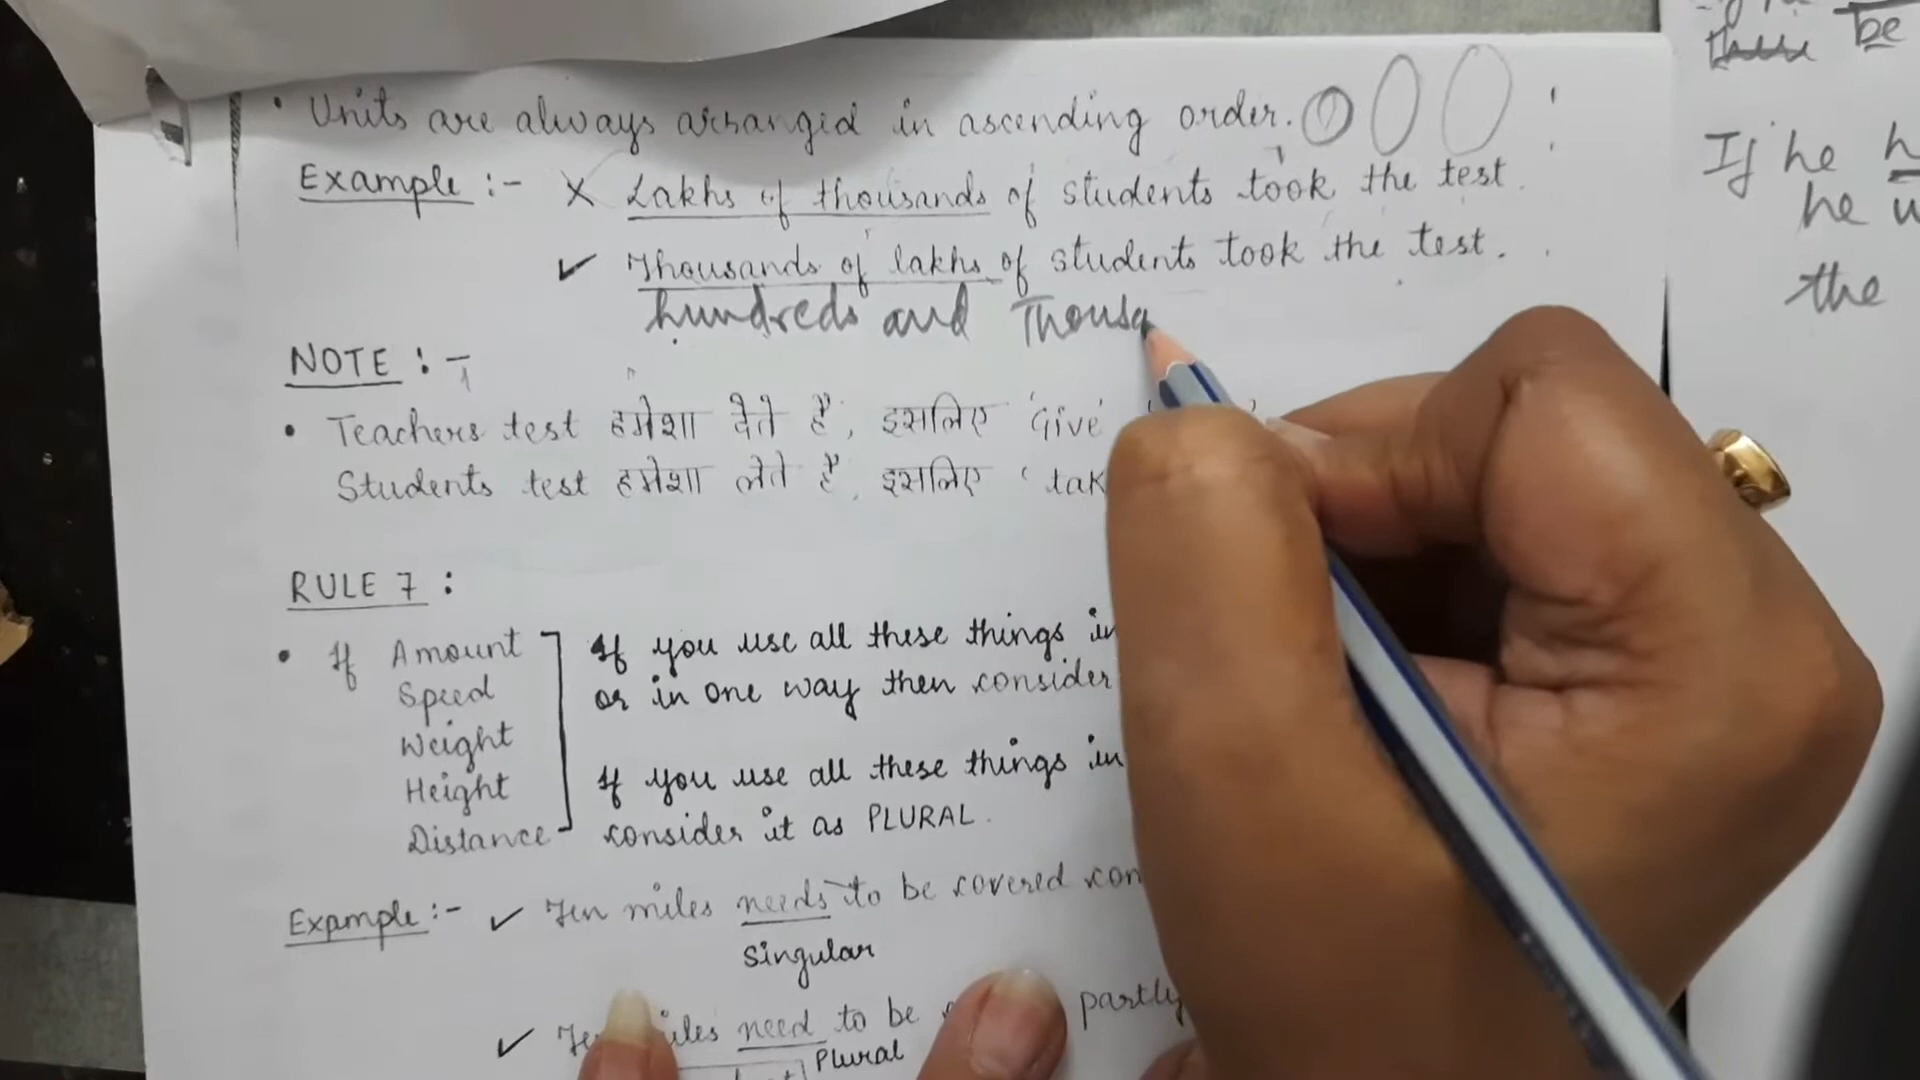 • Units are always arranged in ascending order.
Example :- X Lakhs of thousands of students took the test.
✓ Thousands of lakhs of students took the test.
hundreds and Thousa
NOTE :-
• Teachers test हमेशा देते हैं, इसलिए 'Give
Students test हमेशा लेते हैं, इसलिए 'tak
RULE 7 :
• If Amount
Speed
Weight
Height
Distance
If you use all these things in
or in one way then consider
If you use all these things in
consider it as PLURAL.
Example :- ✓ Ten miles needs to be covered con
Singular
✓ Ten miles need to be partly
Plural
be
If he h
he w
the